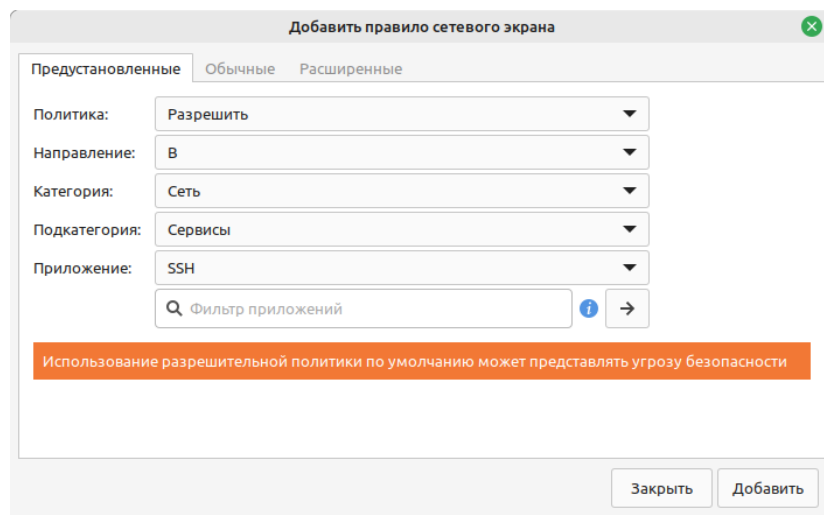 Добавить правило сетевого экрана
Предустановленные Обычные Расширенные
Политика: Разрешить
Направление: В
Категория: Сеть
Подкатегория: Сервисы
Приложение: SSH
Фильтр приложений
Использование разрешительной политики по умолчанию может представлять угрозу безопасности
Закрыть Добавить